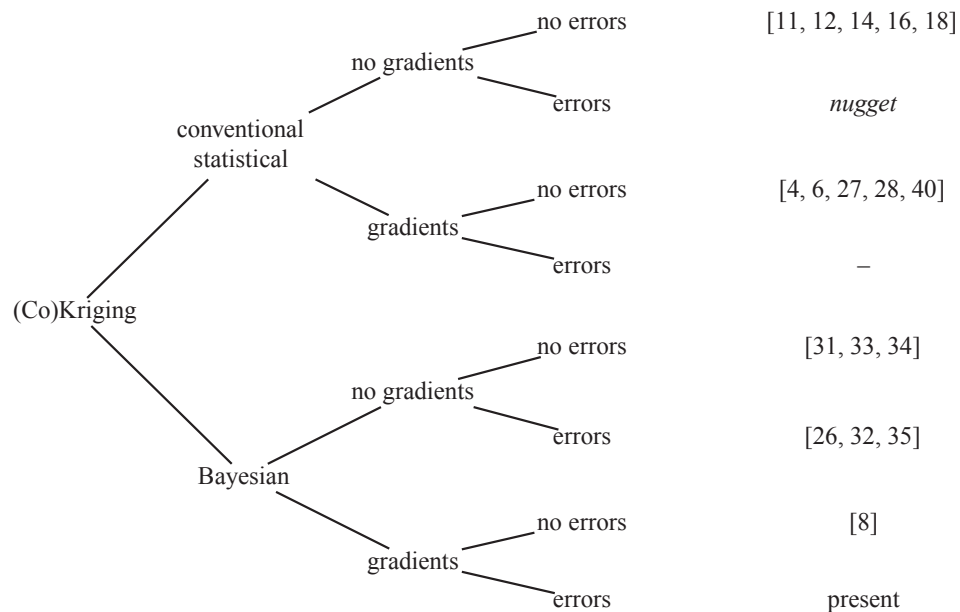 no errors [11, 12, 14, 16, 18]
no gradients
errors nugget
conventional
statistical
no errors [4, 6, 27, 28, 40]
gradients
errors –
(Co)Kriging
no errors [31, 33, 34]
no gradients
errors [26, 32, 35]
Bayesian
no errors [8]
gradients
errors present